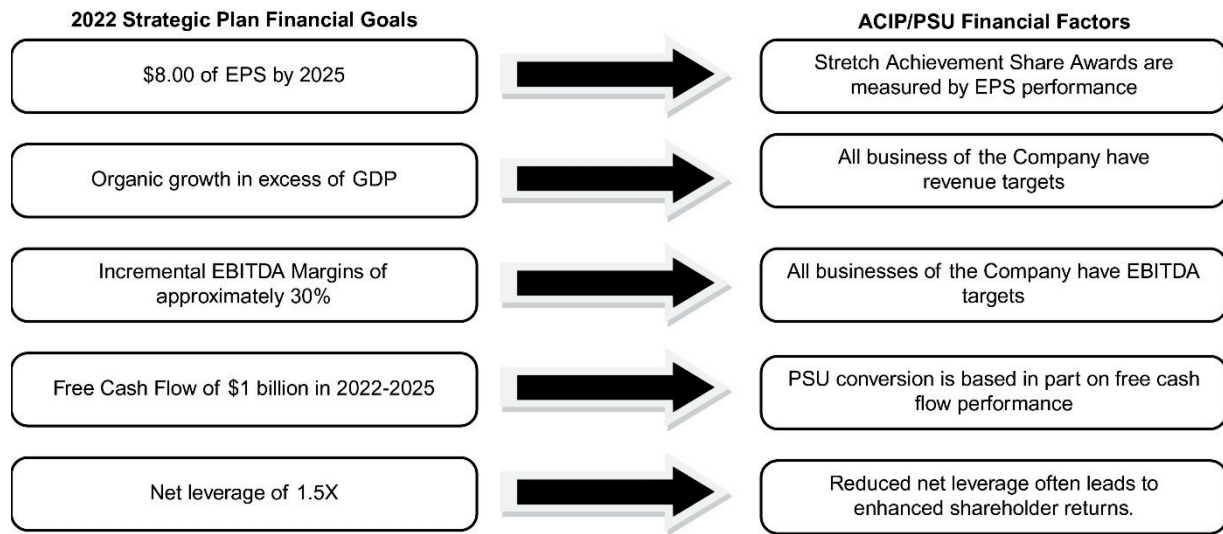 2022 Strategic Plan Financial Goals
ACIP/PSU Financial Factors
$8.00 of EPS by 2025
Stretch Achievement Share Awards are
measured by EPS performance
Organic growth in excess of GDP
All business of the Company have
revenue targets
Incremental EBITDA Margins of
approximately 30%
All businesses of the Company have EBITDA
targets
Free Cash Flow of $1 billion in 2022-2025
PSU conversion is based in part on free cash
flow performance
Net leverage of 1.5X
Reduced net leverage often leads to
enhanced shareholder returns.